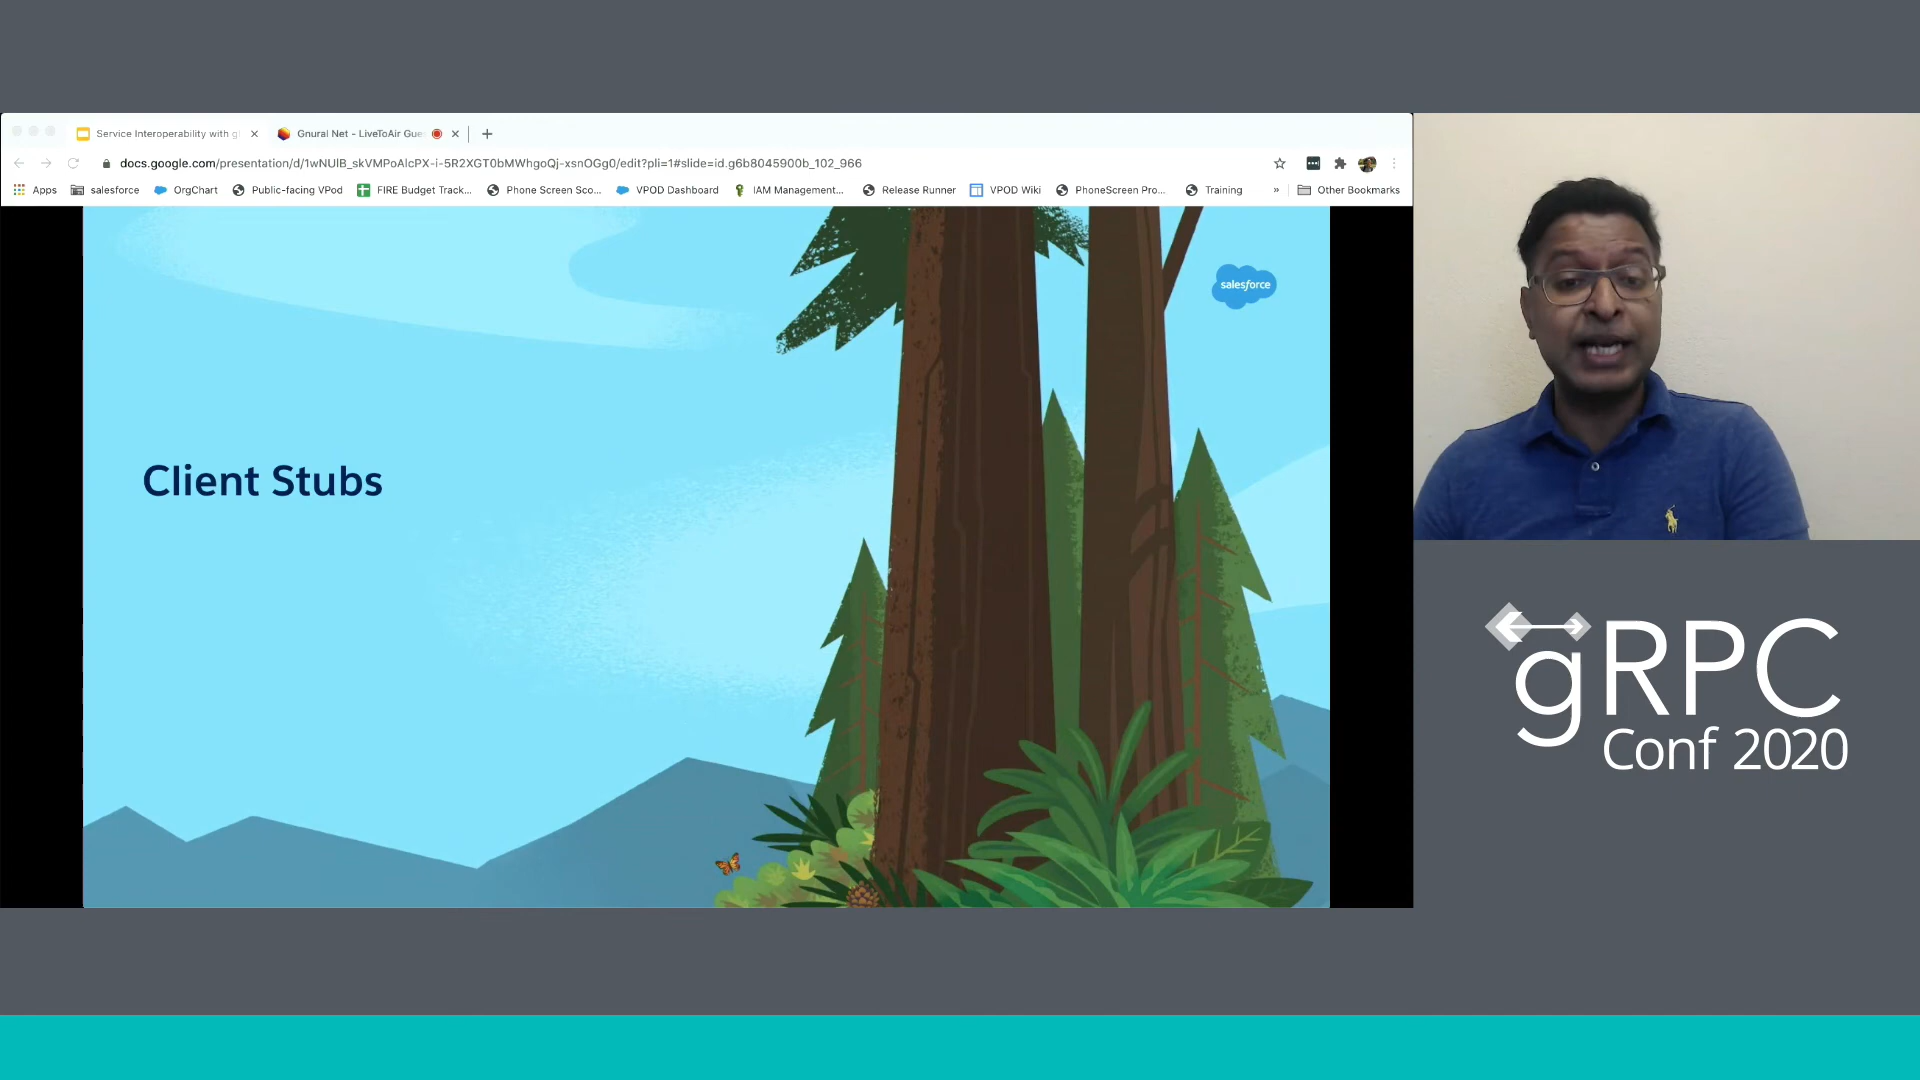 Service Interoperability with g
Gnural Net - LiveToAir Gue
docs.google.com/presentation/d/1wNUlB_skVMPoAlcPX-i-5R2XGT0bMWhgoQj-xsnOGg0/edit?pli=1#slide=id.g6b8045900b_102_966
Apps salesforce OrgChart Public-facing VPod FIRE Budget Track... Phone Screen Sco... VPOD Dashboard IAM Management... Release Runner VPOD Wiki PhoneScreen Pro... Training » Other Bookmarks
salesforce
Client Stubs
gRPC
Conf 2020